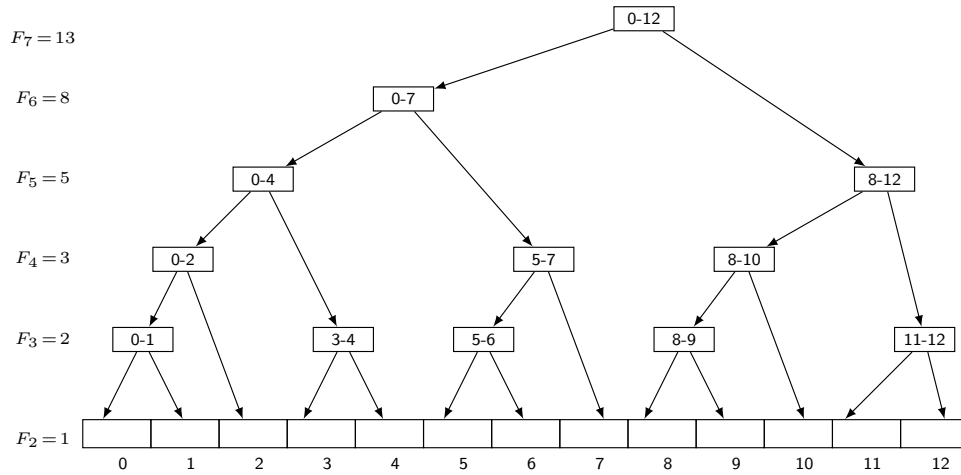 0-12
F₇ = 13
F₆ = 8
0-7
F₅ = 5
0-4
8-12
F₄ = 3
0-2
5-7
8-10
F₃ = 2
0-1
3-4
5-6
8-9
11-12
F₂ = 1
0 1 2 3 4 5 6 7 8 9 10 11 12